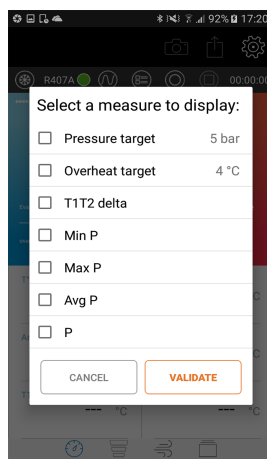 92% 17:20
R407A 00:00:00
Select a measure to display:
Pressure target 5 bar
Overheat target 4 °C
T1T2 delta
Min P
Max P
Avg P
P
CANCEL VALIDATE
--- °C --- °C